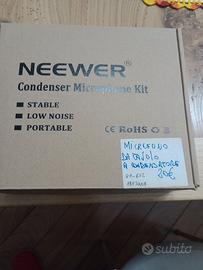 NEEWER®
Condenser Microphone Kit
STABLE
LOW NOISE
PORTABLE
CE RoHS
MICROFONO
DA TAVOLO
A CONDENSATORE
20€
subito